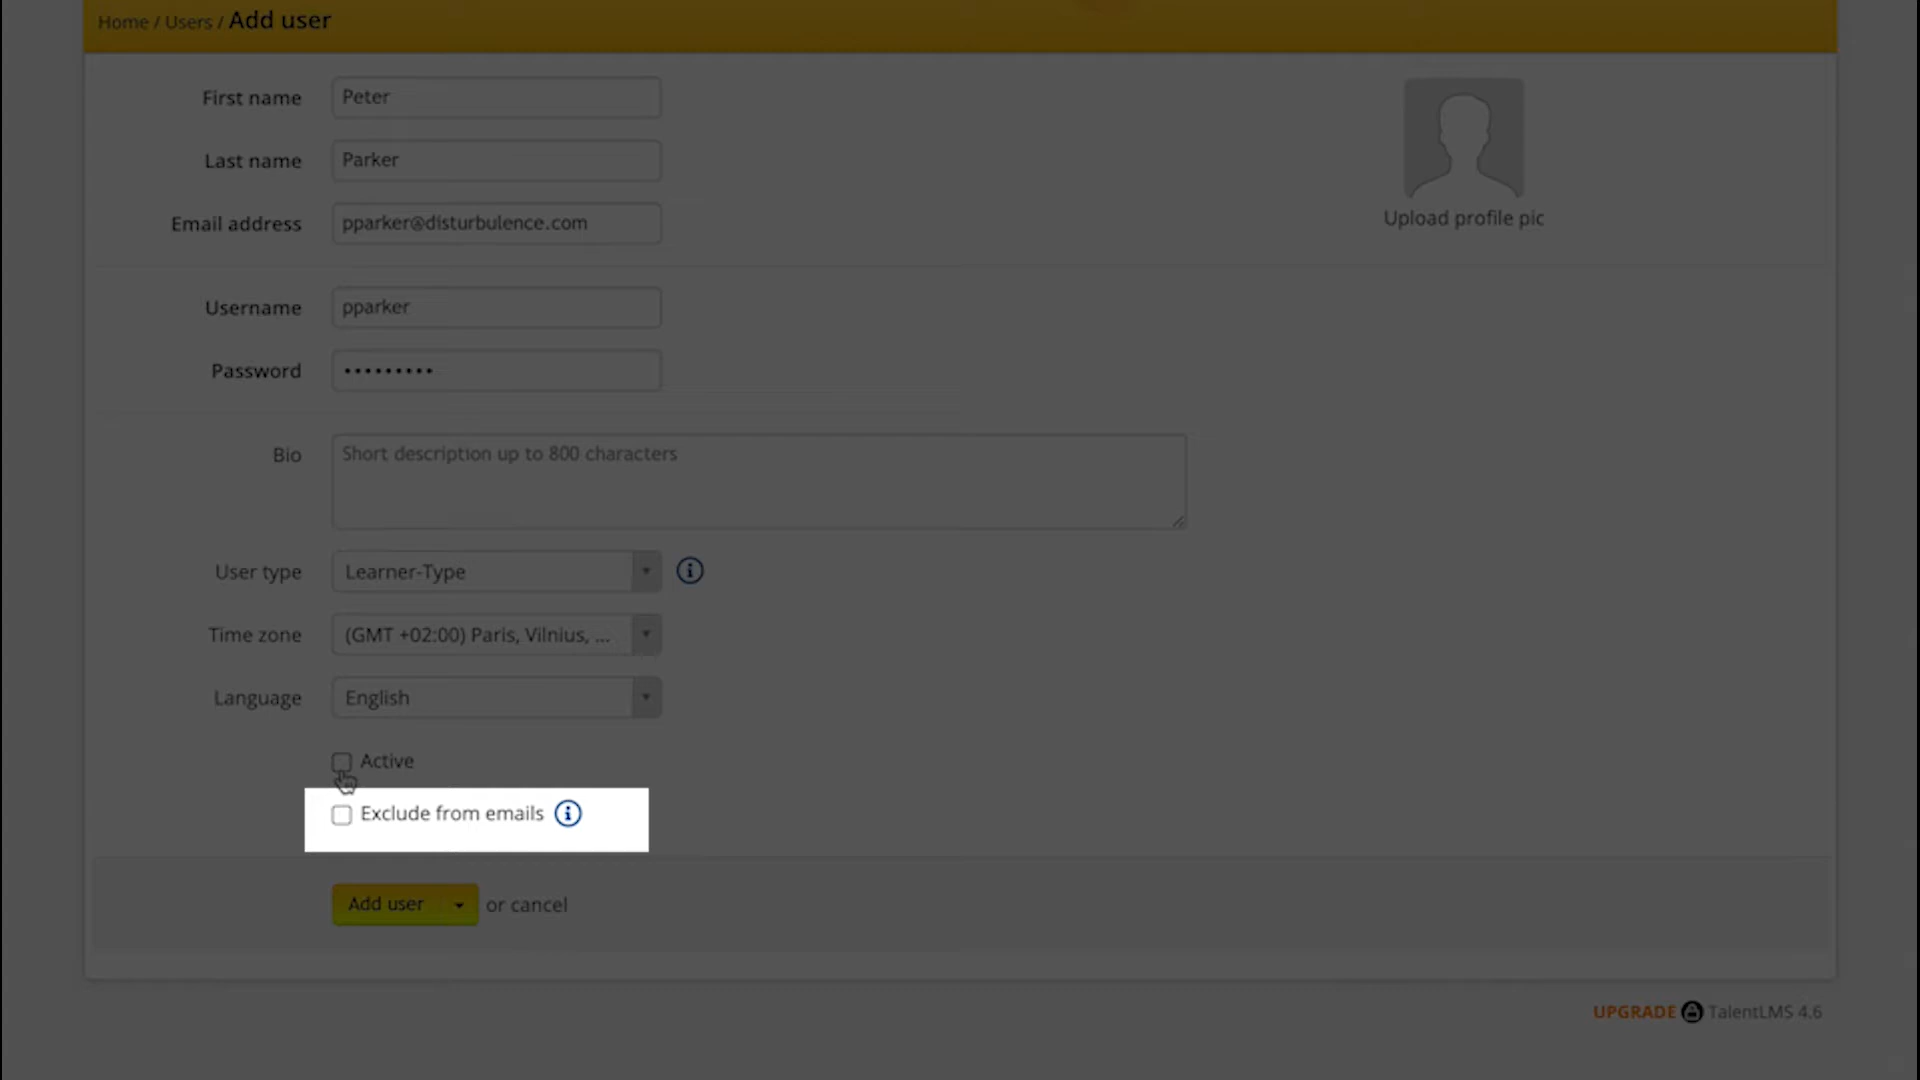 Home / Users / Add user
First name Peter
Last name Parker
Email address pparker@disturbulence.com
Upload profile pic
Username pparker
Password •••••••••
Bio Short description up to 800 characters
User type Learner-Type
Time zone (GMT +02:00) Paris, Vilnius, ...
Language English
Active
Exclude from emails
Add user or cancel
UPGRADE TalentLMS 4.6